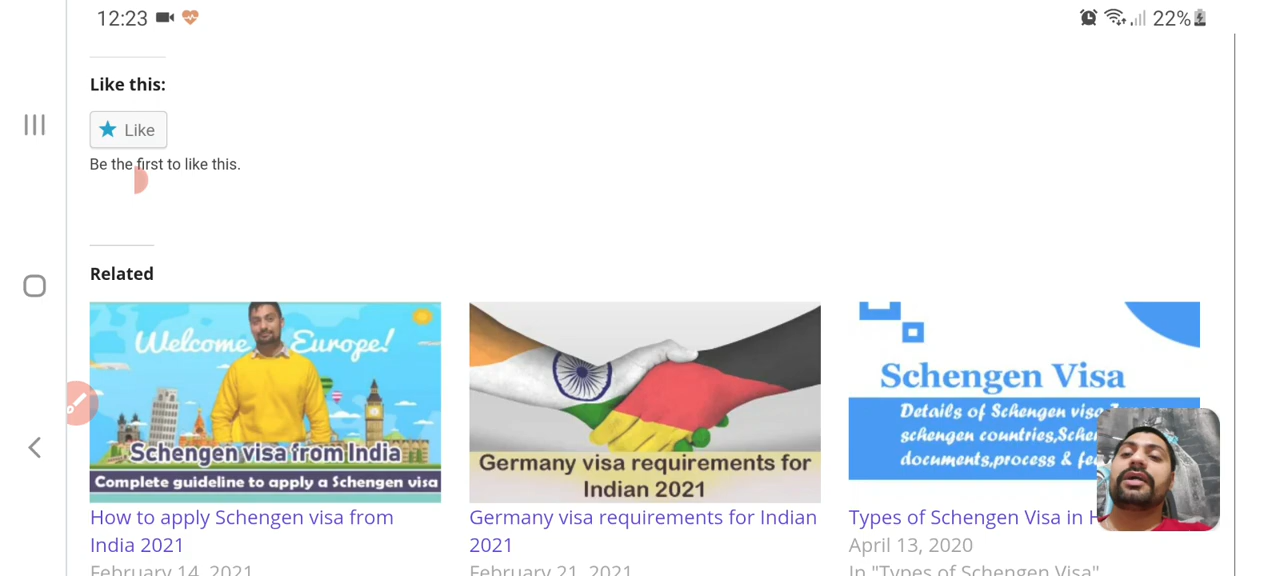 12:23
22%
Like this:
Like
Be the first to like this.
Related
Welcome Europe!
Schengen visa from India
Complete guideline to apply a Schengen visa
How to apply Schengen visa from
India 2021
February 14, 2021
Germany visa requirements for
Indian 2021
Germany visa requirements for Indian
2021
February 21, 2021
Schengen Visa
Details of Schengen visa
schengen countries,
documents,process &
Types of Schengen Visa in
April 13, 2020
In "Types of Schengen Visa"